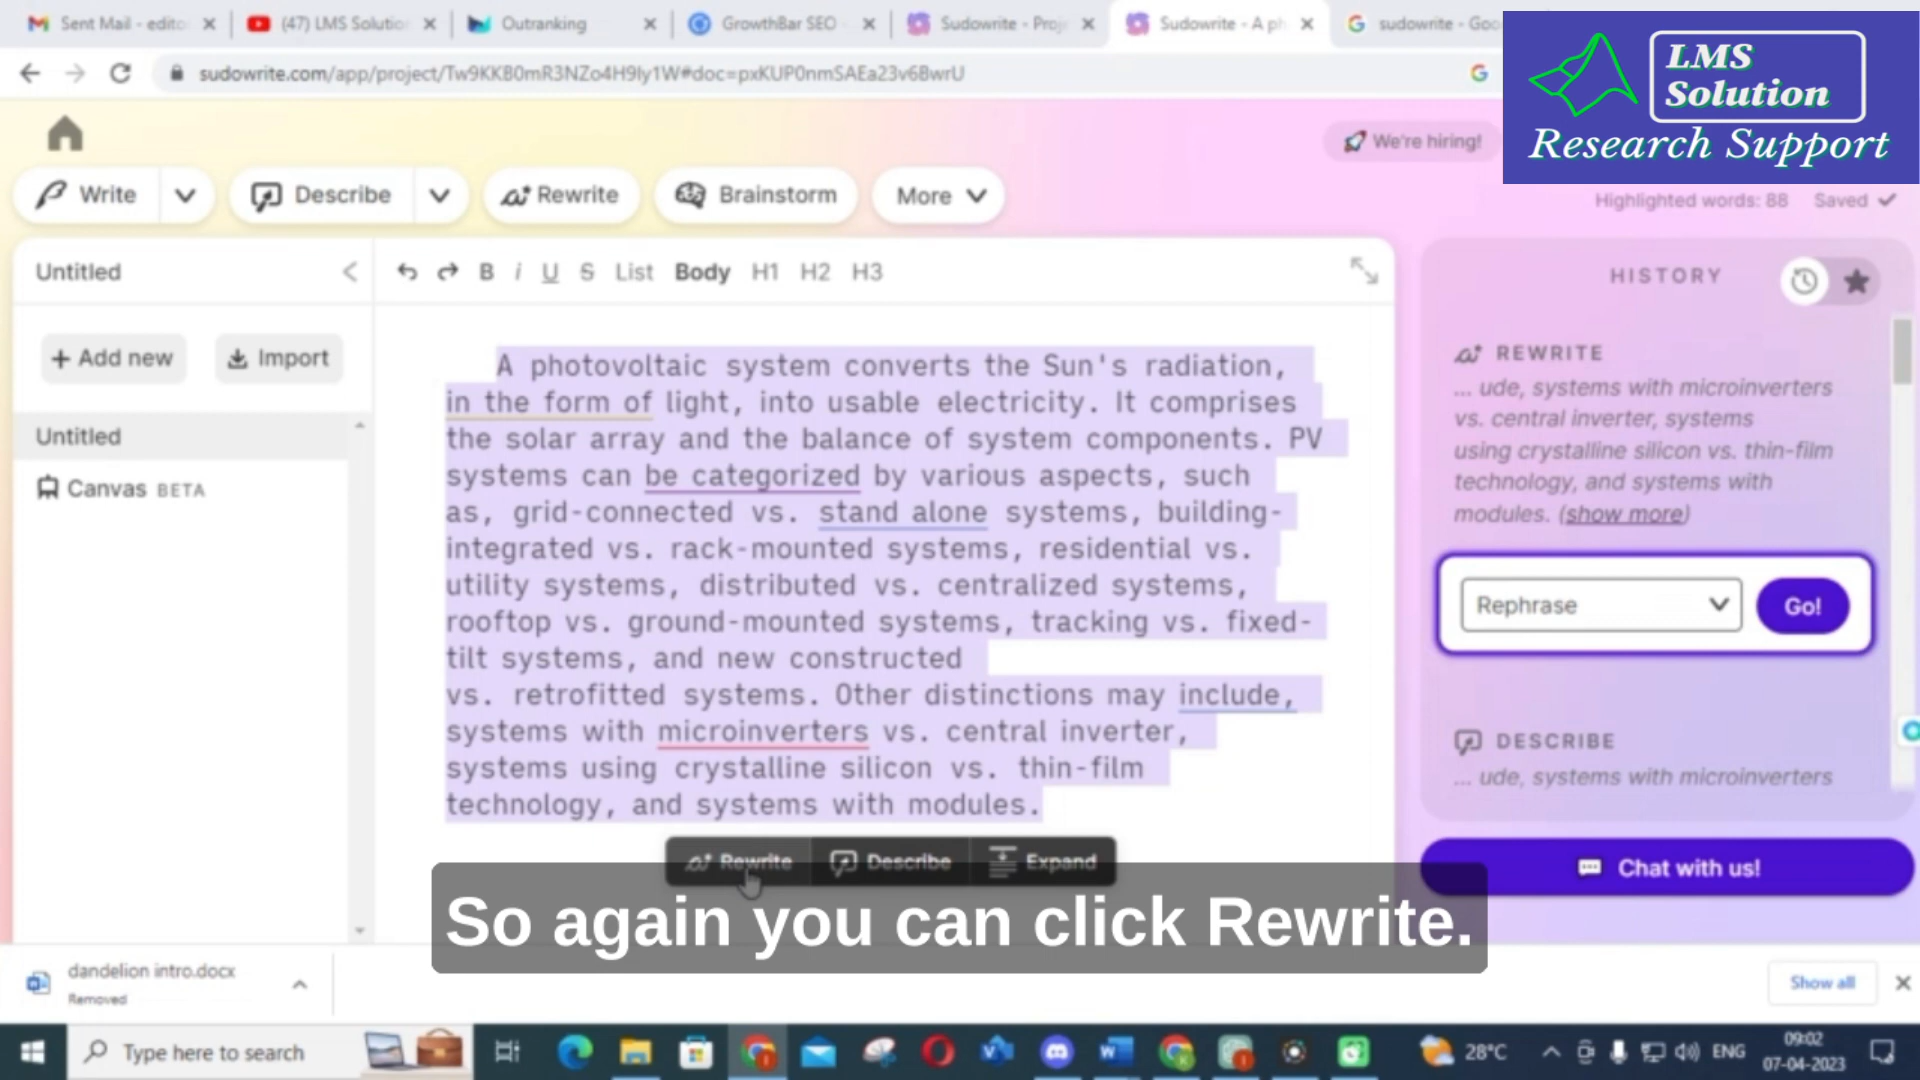 Sent Mail - edito
(47) LMS Solution
Outranking
GrowthBar SEO -
Sudowrite - Proj
Sudowrite - A ph
sudowrite - Goo
sudowrite.com/app/project/Tw9KKB0mR3NZo4H9ly1W#doc=pxKUP0nmSAEa23v6BwrU
LMS
Solution
Research Support
We're hiring!
Write
Describe
Rewrite
Brainstorm
More
Highlighted words: 88
Saved
Untitled
B i U S List Body H1 H2 H3
HISTORY
+ Add new
Import
Untitled
Canvas BETA
A photovoltaic system converts the Sun's radiation,
in the form of light, into usable electricity. It comprises
the solar array and the balance of system components. PV
systems can be categorized by various aspects, such
as, grid-connected vs. stand alone systems, building-
integrated vs. rack-mounted systems, residential vs.
utility systems, distributed vs. centralized systems,
rooftop vs. ground-mounted systems, tracking vs. fixed-
tilt systems, and new constructed
vs. retrofitted systems. Other distinctions may include,
systems with microinverters vs. central inverter,
systems using crystalline silicon vs. thin-film
technology, and systems with modules.
REWRITE
... ude, systems with microinverters
vs. central inverter, systems
using crystalline silicon vs. thin-film
technology, and systems with
modules. (show more)
Rephrase
Go!
DESCRIBE
... ude, systems with microinverters
Rewrite
Describe
Expand
Chat with us!
So again you can click Rewrite.
dandelion intro.docx
Removed
Show all
Type here to search
28°C
ENG
09:02
07-04-2023